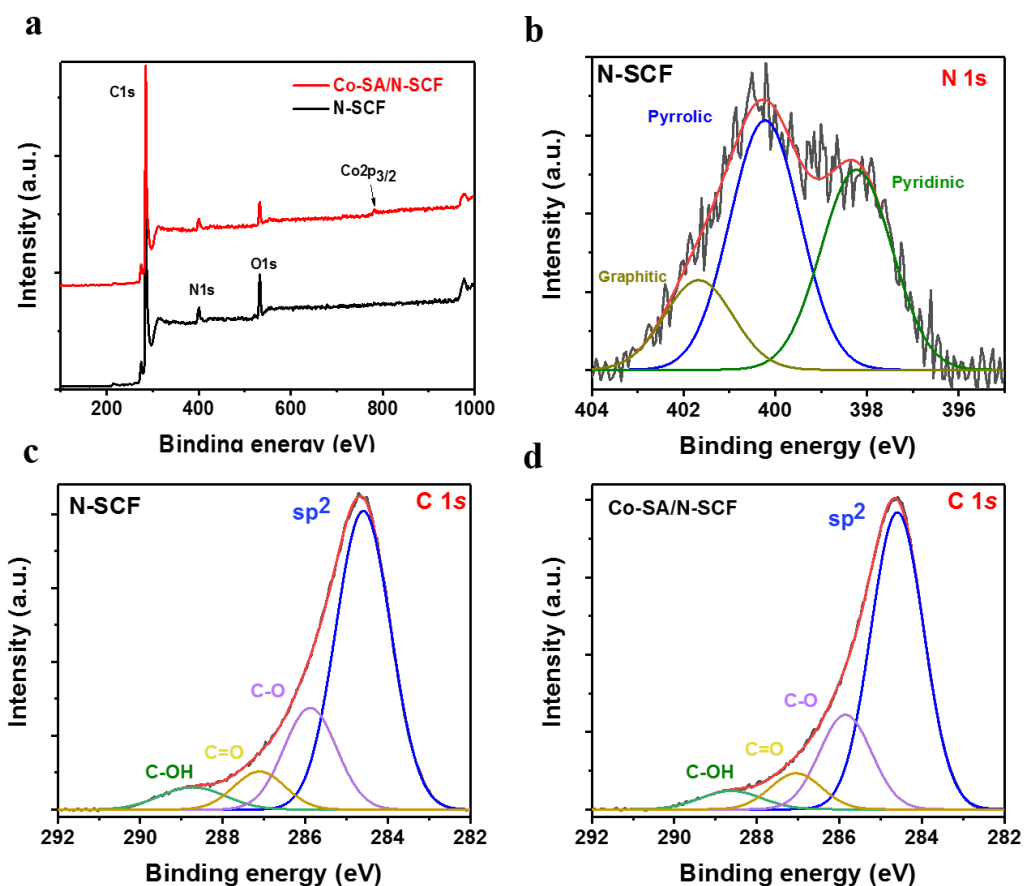 a
Intensity (a.u.)
C1s
Co-SA/N-SCF
N-SCF
Co2p3/2
N1s
O1s
200 400 600 800 1000
Binding energy (eV)
b
Intensity (a.u.)
N-SCF
N 1s
Pyrrolic
Pyridinic
Graphitic
404 402 400 398 396
Binding energy (eV)
c
Intensity (a.u.)
N-SCF
C 1s
sp2
C-O
C=O
C-OH
292 290 288 286 284 282
Binding energy (eV)
d
Intensity (a.u.)
Co-SA/N-SCF
C 1s
sp2
C-O
C=O
C-OH
292 290 288 286 284 282
Binding energy (eV)